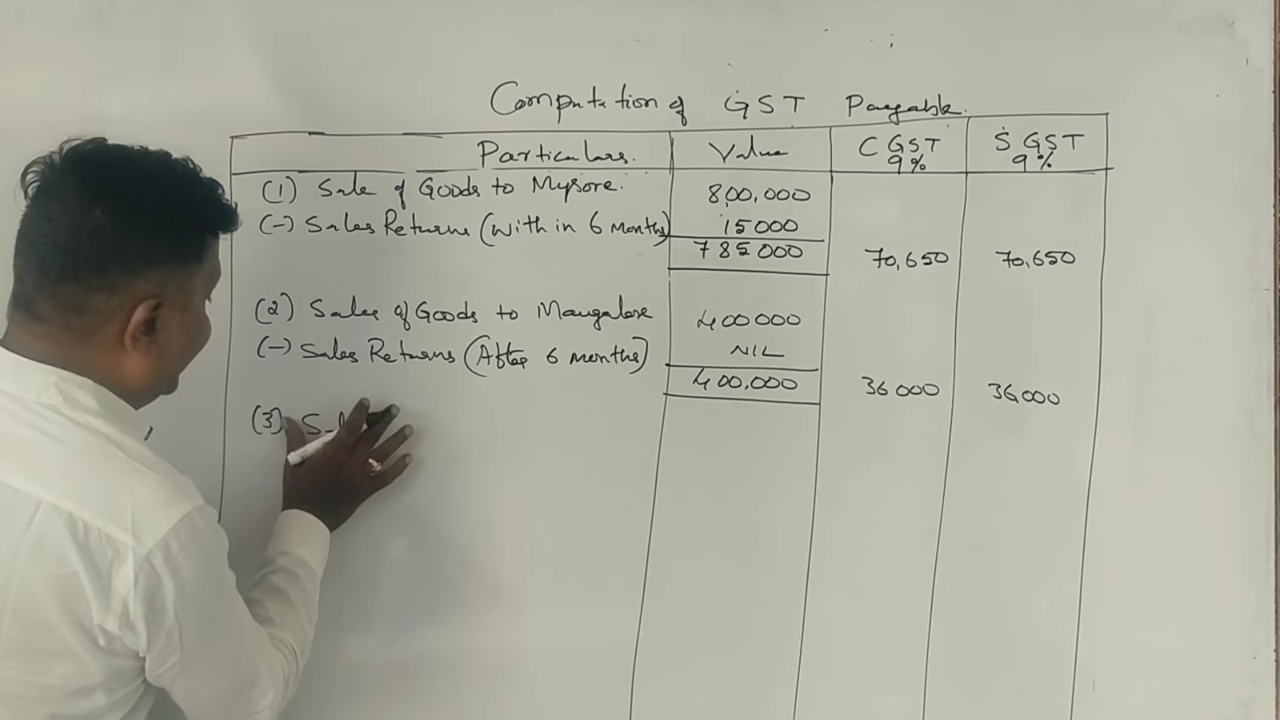 Computation of GST Payable.
Particulars. Value CGST 9% SGST 9%
(1) Sale of Goods to Mysore. 800,000
(-) Sales Returns (with in 6 months) 15000
785000 70,650 70,650
(2) Sales of Goods to Mangalore 400000
(-) Sales Returns (After 6 months) NIL
400,000 36000 36,000
(3)